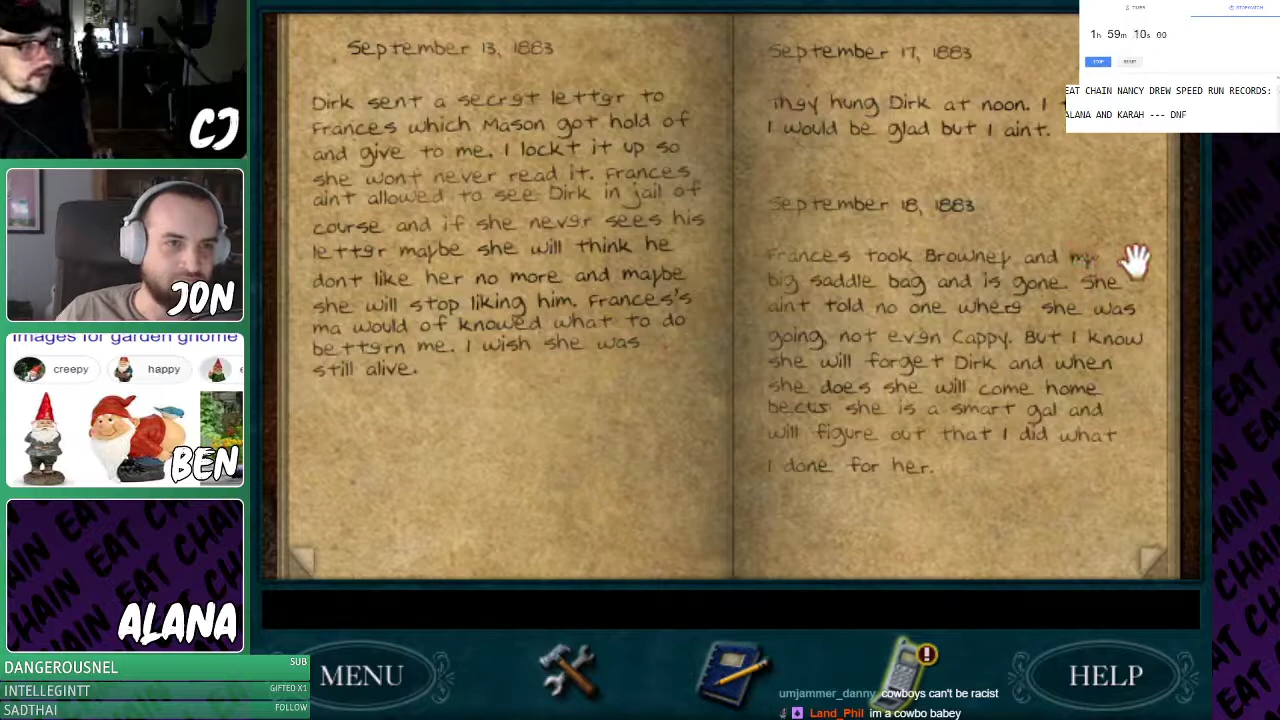 September 13, 1883
Dirk sent a secret letter to
Frances which Mason got hold of
and give to me. I lockt it up so
she wont never read it. Frances
aint allowed to see Dirk in jail of
course and if she never sees his
letter maybe she will think he
dont like her no more and maybe
she will stop liking him. Frances's
ma would of knowed what to do
bettern me. I wish she was
still alive.
September 17, 1883
They hung Dirk at noon. I
I would be glad but I aint.
September 18, 1883
Frances took Browney and my
big saddle bag and is gone. She
aint told no one where she was
going, not even Cappy. But I know
she will forget Dirk and when
she does she will come home
becus she is a smart gal and
will figure out that I did what
I done for her.
TIMER
STOPWATCH
1h 59m 10s 00
STOP
RESET
EAT CHAIN NANCY DREW SPEED RUN RECORDS:
ALANA AND KARAH --- DNF
CJ
JON
Images for garden gnome
creepy
happy
BEN
EAT CHAIN
ALANA
DANGEROUSNEL
SUB
INTELLEGINTT
GIFTED X1
SADTHAI
FOLLOW
MENU
HELP
umjammer_danny cowboys can't be racist
Land_Phil im a cowbo babey